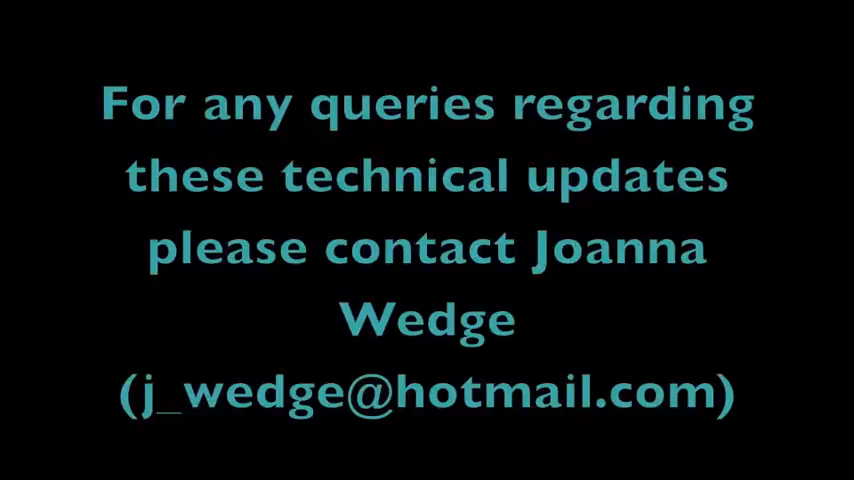 For any queries regarding
these technical updates
please contact Joanna
Wedge
(j_wedge@hotmail.com)